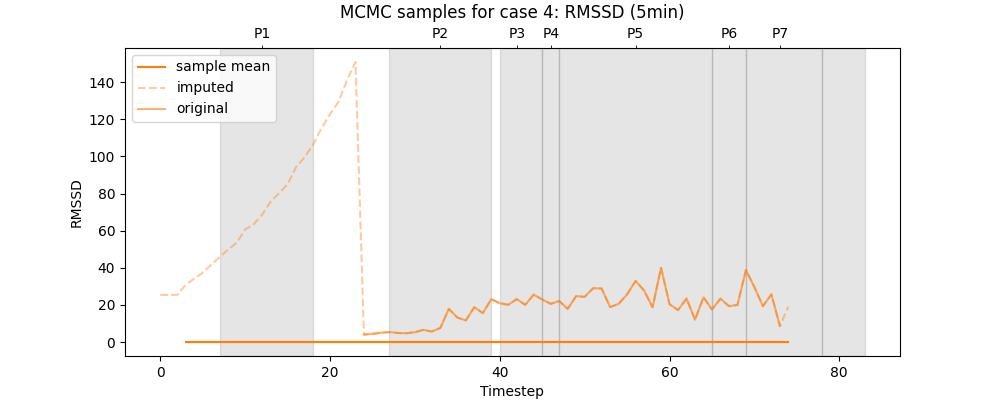 MCMC samples for case 4: RMSSD (5min)
P1 P2 P3 P4 P5 P6 P7
sample mean
imputed
original
140
120
100
80
60
40
20
0
RMSSD
0 20 40 60 80
Timestep